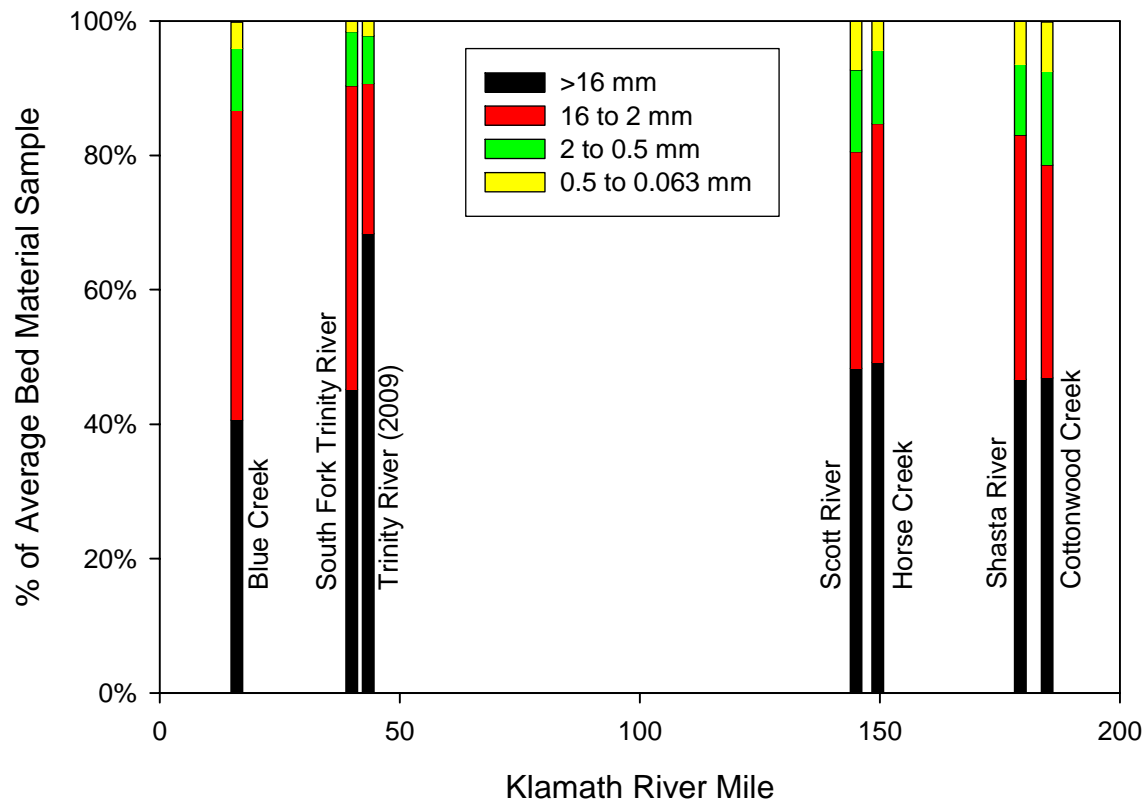 100%
80%
60%
40%
20%
0%
% of Average Bed Material Sample
>16 mm
16 to 2 mm
2 to 0.5 mm
0.5 to 0.063 mm
Blue Creek
South Fork Trinity River
Trinity River (2009)
Scott River
Horse Creek
Shasta River
Cottonwood Creek
0
50
100
150
200
Klamath River Mile